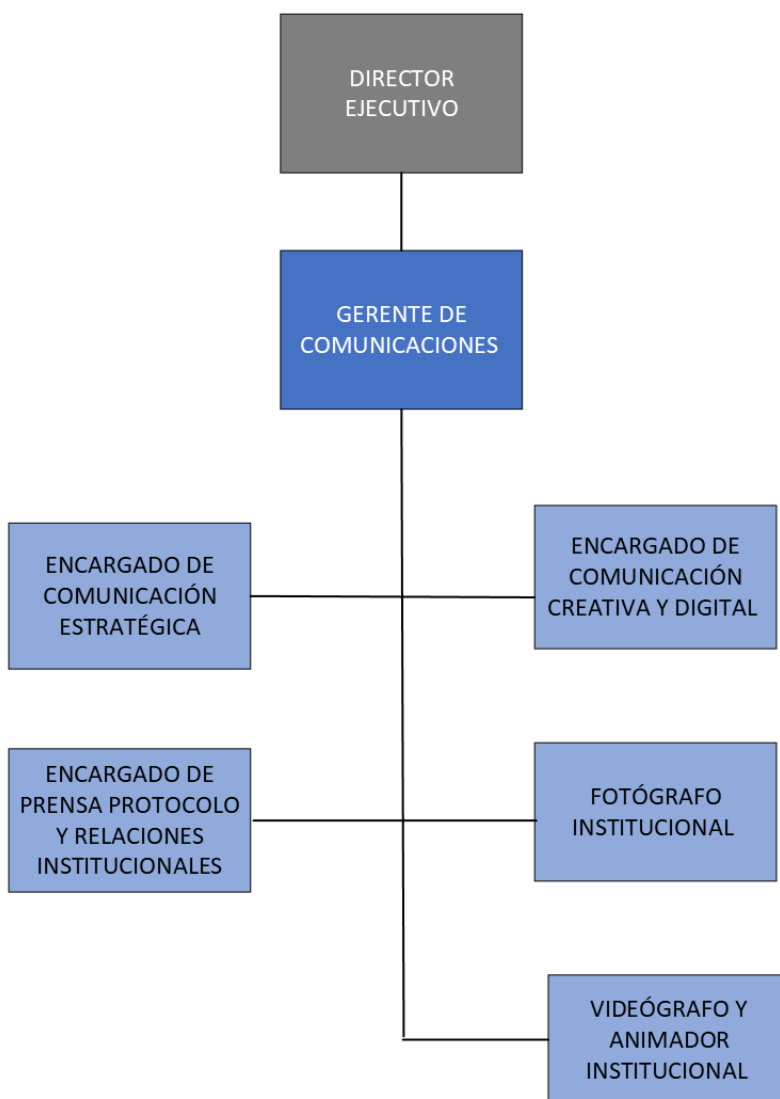 DIRECTOR
EJECUTIVO
GERENTE DE
COMUNICACIONES
ENCARGADO DE
COMUNICACIÓN
ESTRATÉGICA
ENCARGADO DE
COMUNICACIÓN
CREATIVA Y DIGITAL
ENCARGADO DE
PRENSA PROTOCOLO
Y RELACIONES
INSTITUCIONALES
FOTÓGRAFO
INSTITUCIONAL
VIDEÓGRAFO Y
ANIMADOR
INSTITUCIONAL